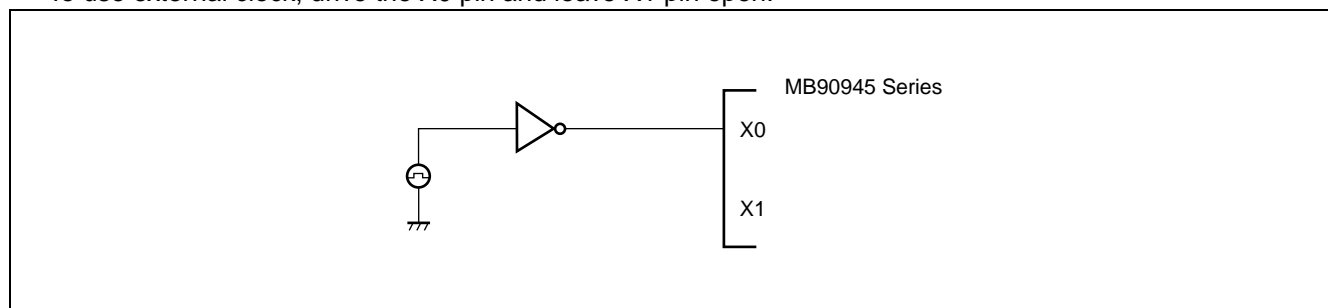 To use external clock, drive the X0 pin and leave X1 pin open.
MB90945 Series
X0
X1